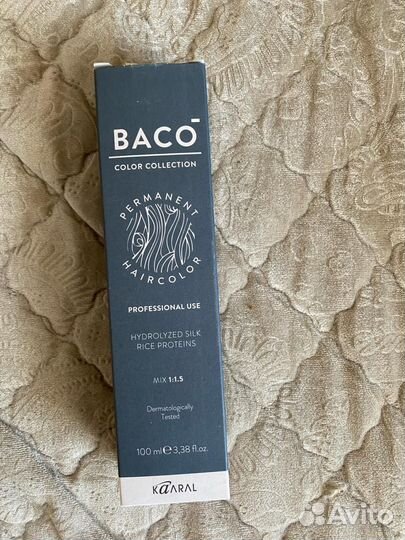 BACŌ
COLOR COLLECTION
PERMANENT
HAIRCOLOR
PROFESSIONAL USE
HYDROLYZED SILK
RICE PROTEINS
MIX 1:1.5
Dermatologically
Tested
100 ml ℮ 3,38 fl.oz.
KAARAL
Avito